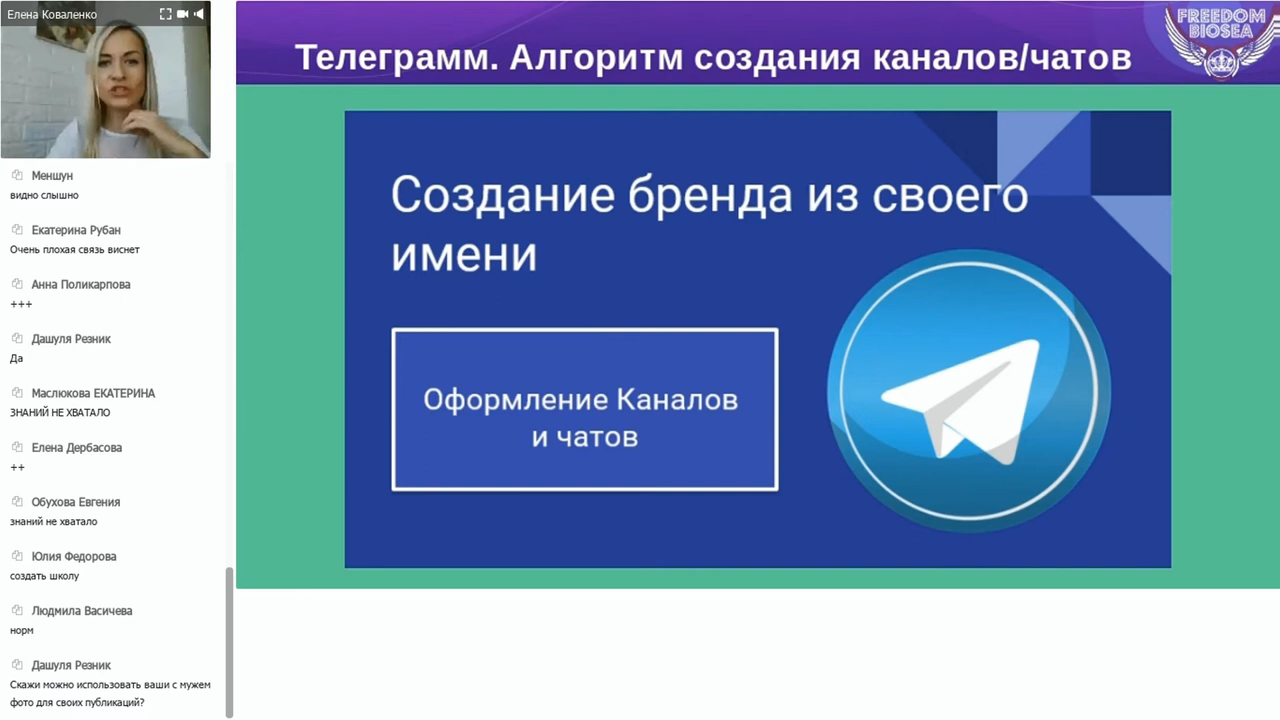 Елена Коваленко
Меншун
видно слышно
Екатерина Рубан
Очень плохая связь виснет
Анна Поликарпова
+++
Дашуля Резник
Да
Маслюкова ЕКАТЕРИНА
ЗНАНИЙ НЕ ХВАТАЛО
Елена Дербасова
++
Обухова Евгения
знаний не хватало
Юлия Федорова
создать школу
Людмила Васичева
норм
Дашуля Резник
Скажи можно использовать ваши с мужем
фото для своих публикаций?
Телеграмм. Алгоритм создания каналов/чатов
FREEDOM
BIOSEA
Создание бренда из своего
имени
Оформление Каналов
и чатов